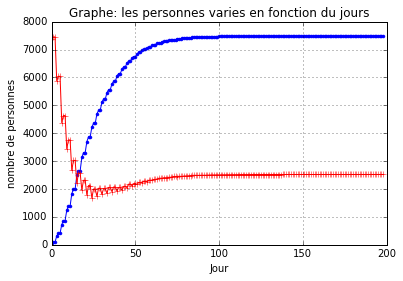 Graphe: les personnes varies en fonction du jours
nombre de personnes
8000
7000
6000
5000
4000
3000
2000
1000
0
0 50 100 150 200
Jour